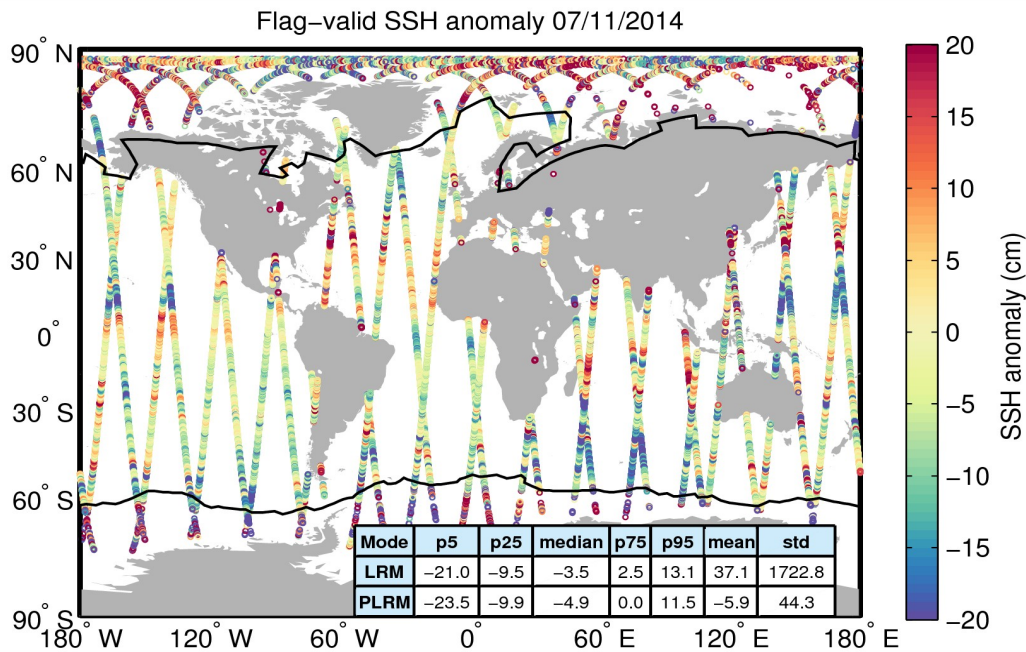 Flag−valid SSH anomaly 07/11/2014
90° N
60° N
30° N
0°
30° S
60° S
90° S
180° W
120° W
60° W
0°
60° E
120° E
180° E
Mode p5 p25 median p75 p95 mean std
LRM −21.0 −9.5 −3.5 2.5 13.1 37.1 1722.8
PLRM −23.5 −9.9 −4.9 0.0 11.5 −5.9 44.3
20
15
10
5
0
−5
−10
−15
−20
SSH anomaly (cm)